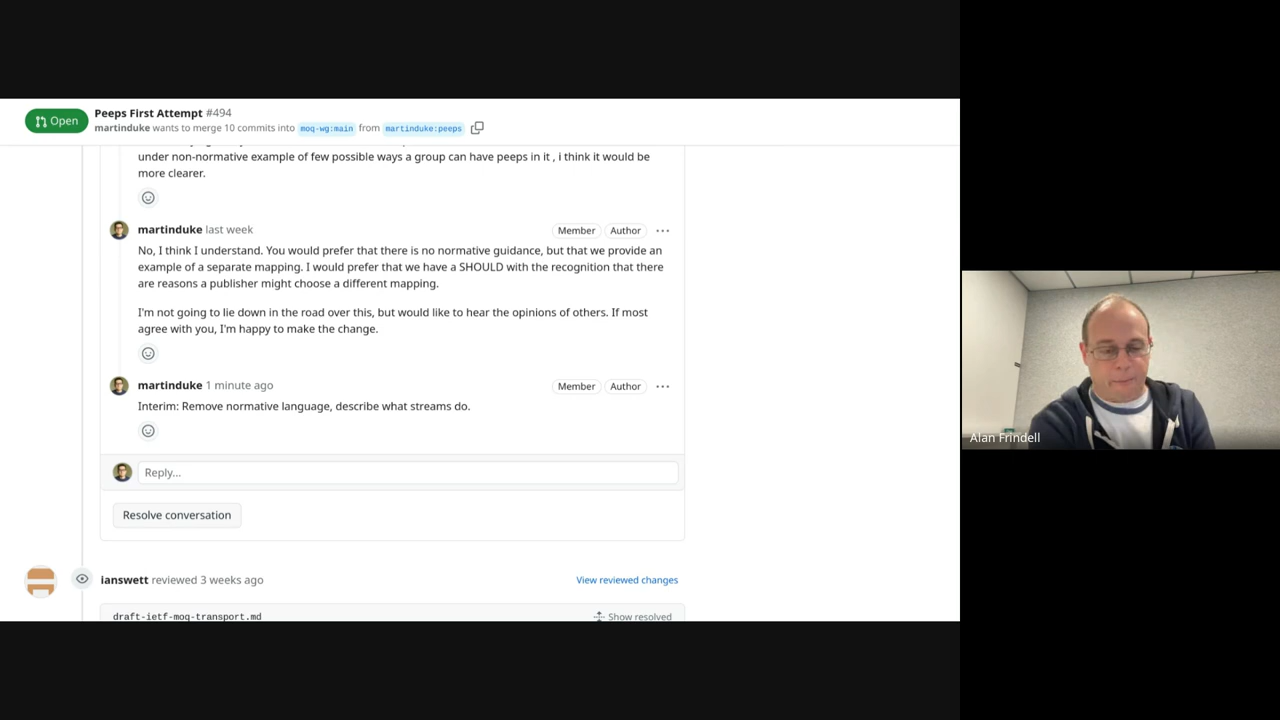 Open
Peeps First Attempt #494
martinduke wants to merge 10 commits into moq-wg:main from martinduke:peeps
under non-normative example of few possible ways a group can have peeps in it , i think it would be
more clearer.
martinduke last week
Member
Author
No, I think I understand. You would prefer that there is no normative guidance, but that we provide an
example of a separate mapping. I would prefer that we have a SHOULD with the recognition that there
are reasons a publisher might choose a different mapping.
I'm not going to lie down in the road over this, but would like to hear the opinions of others. If most
agree with you, I'm happy to make the change.
martinduke 1 minute ago
Member
Author
Interim: Remove normative language, describe what streams do.
Reply...
Resolve conversation
ianswett reviewed 3 weeks ago
View reviewed changes
draft-ietf-moq-transport.md
Show resolved
Alan Frindell